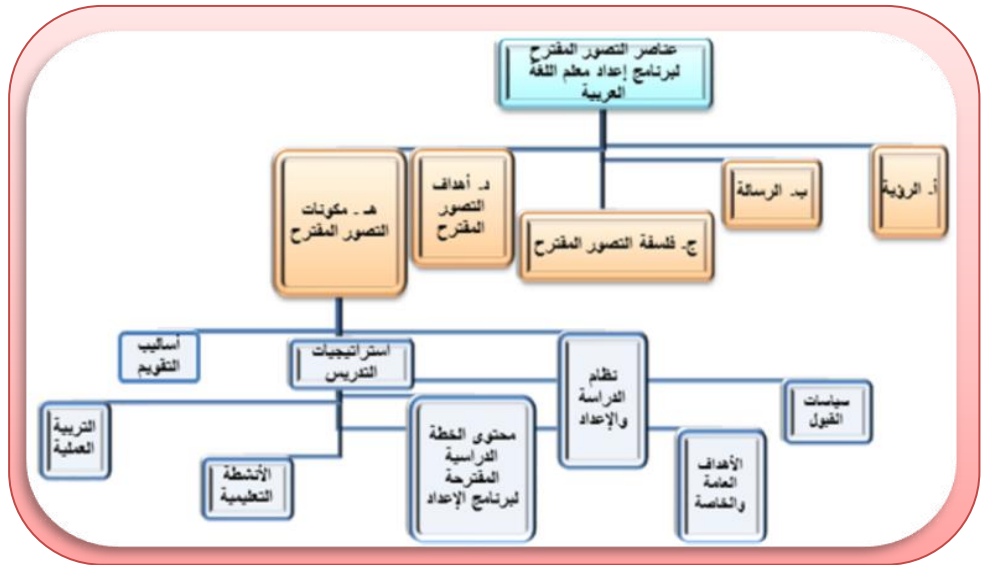 عناصر التصور المقترح
لبرنامج إعداد معلم اللغة
العربية
أ. الرؤية
ب. الرسالة
ج. فلسفة التصور المقترح
د. أهداف
التصور
المقترح
هـ . مكونات
التصور المقترح
سياسات
القبول
الأهداف
العامة
والخاصة
نظام
الدراسة
والإعداد
محتوى الخطة
الدراسية
المقترحة
لبرنامج الإعداد
استراتيجيات
التدريس
الأنشطة
التعليمية
أساليب
التقويم
التربية
العملية